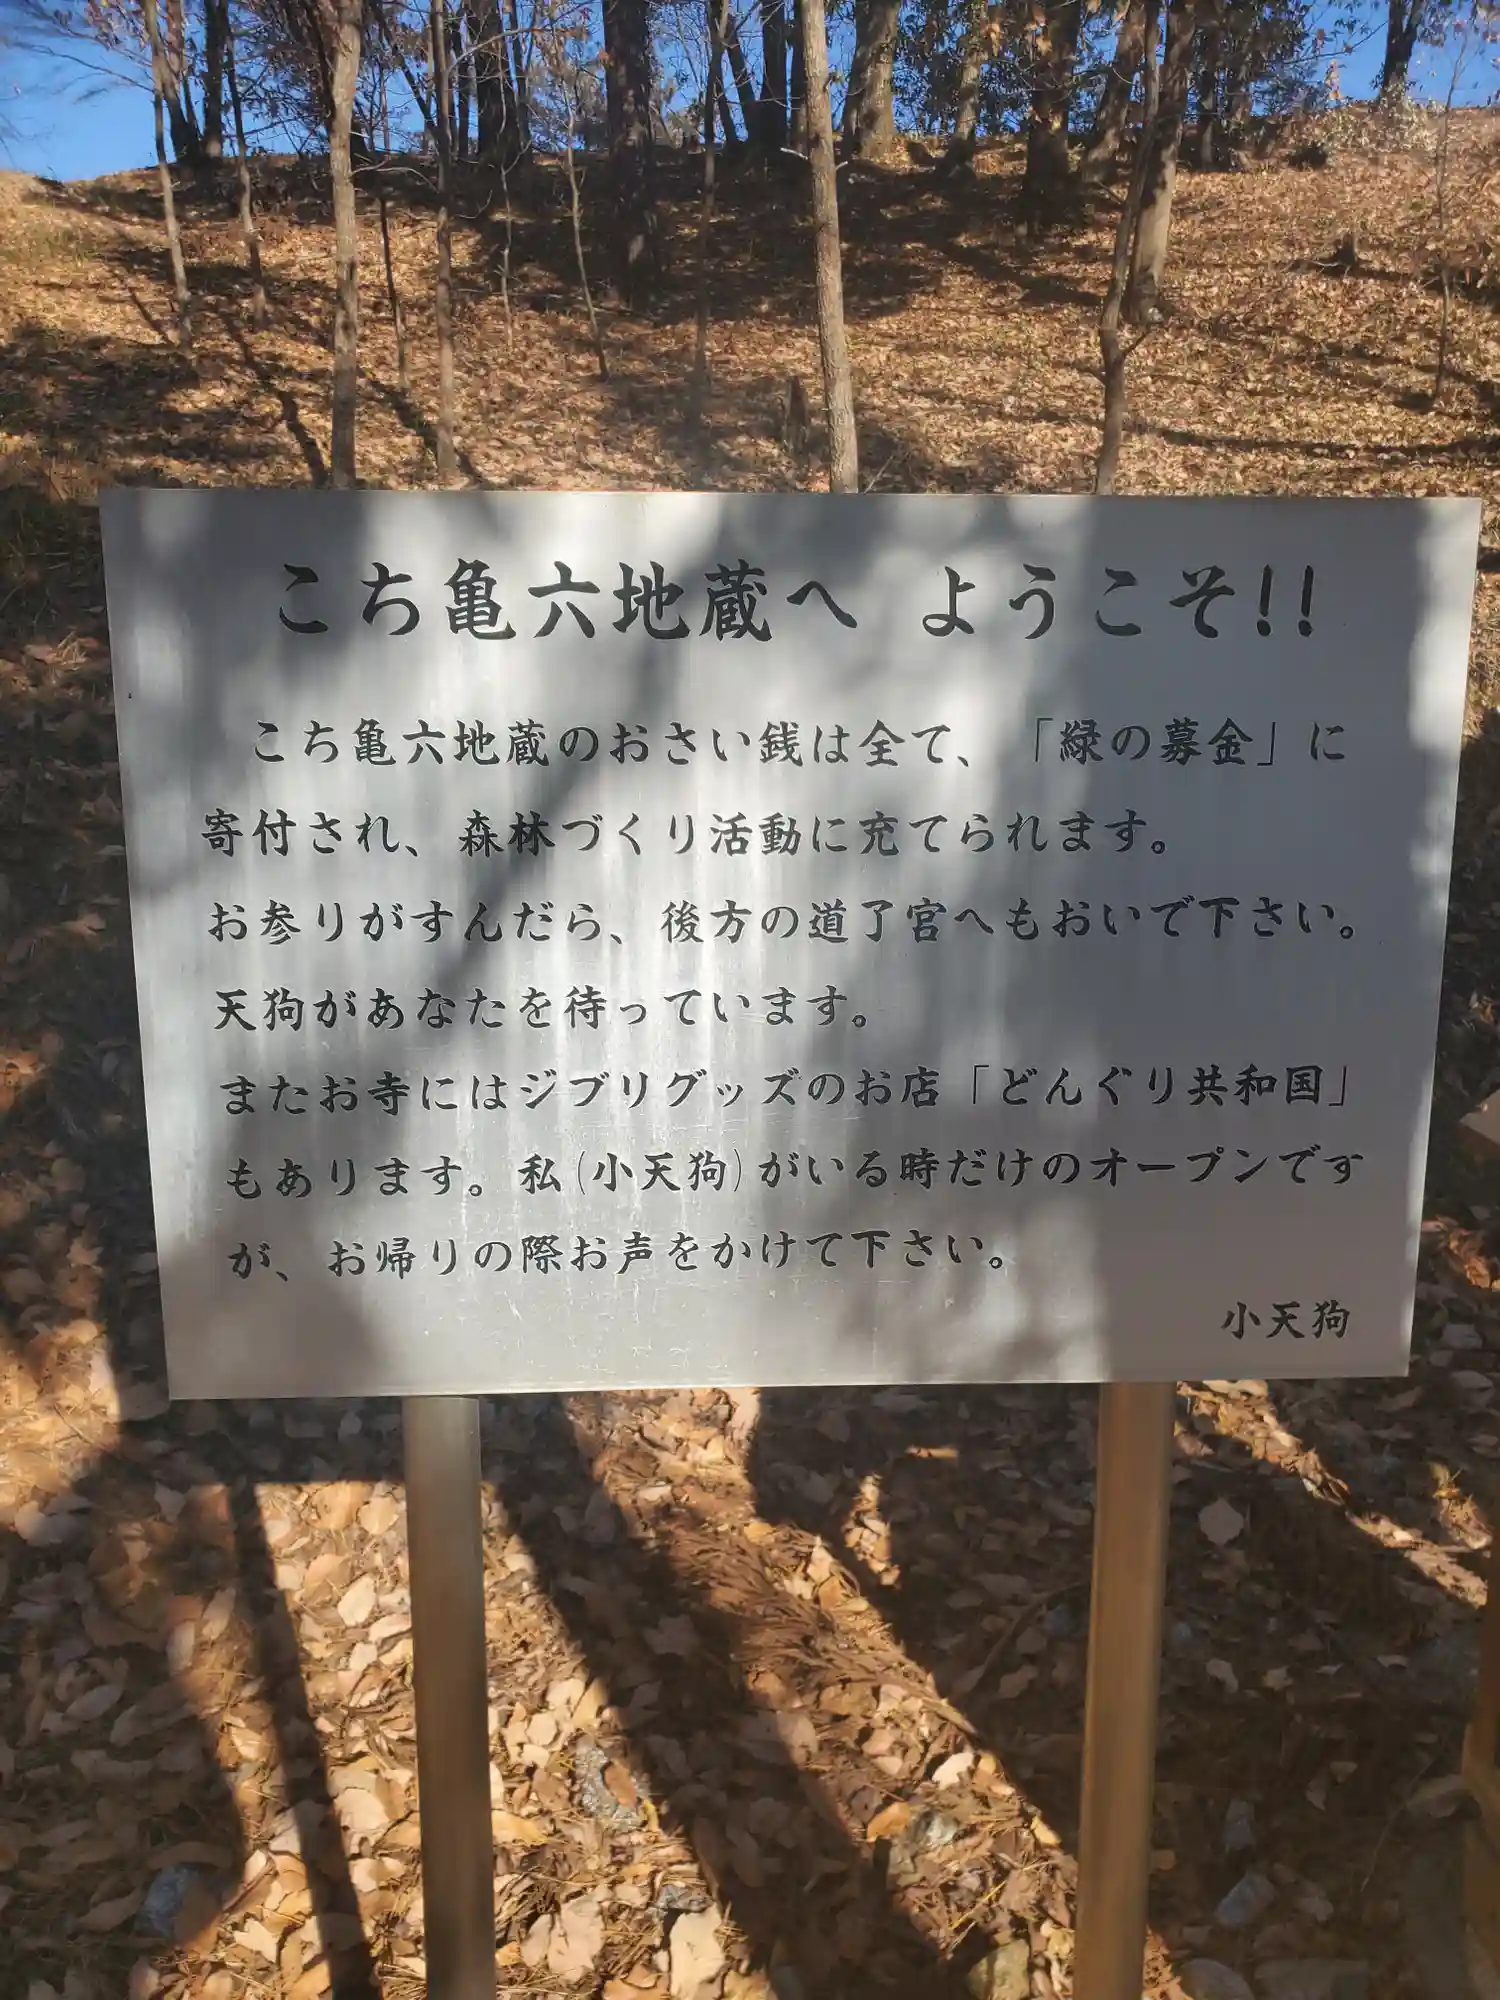 こち亀六地蔵へ ようこそ!!
こち亀六地蔵のおさい銭は全て、「緑の募金」に
寄付され、森林づくり活動に充てられます。
お参りがすんだら、後方の道了宮へもおいで下さい。
天狗があなたを待っています。
またお寺にはジブリグッズのお店「どんぐり共和国」
もあります。私(小天狗)がいる時だけのオープンです
が、お帰りの際お声をかけて下さい。
小天狗